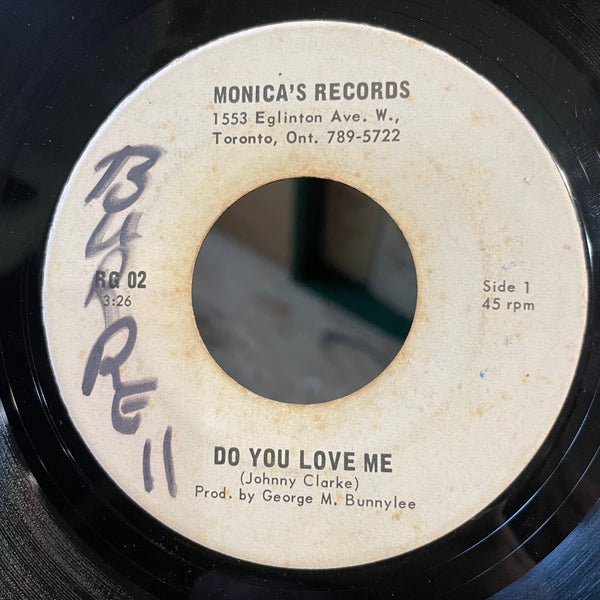 MONICA'S RECORDS
1553 Eglinton Ave. W.,
Toronto, Ont. 789-5722
RG 02
3:26
Side 1
45 rpm
DO YOU LOVE ME
(Johnny Clarke)
Prod. by George M. Bunnylee